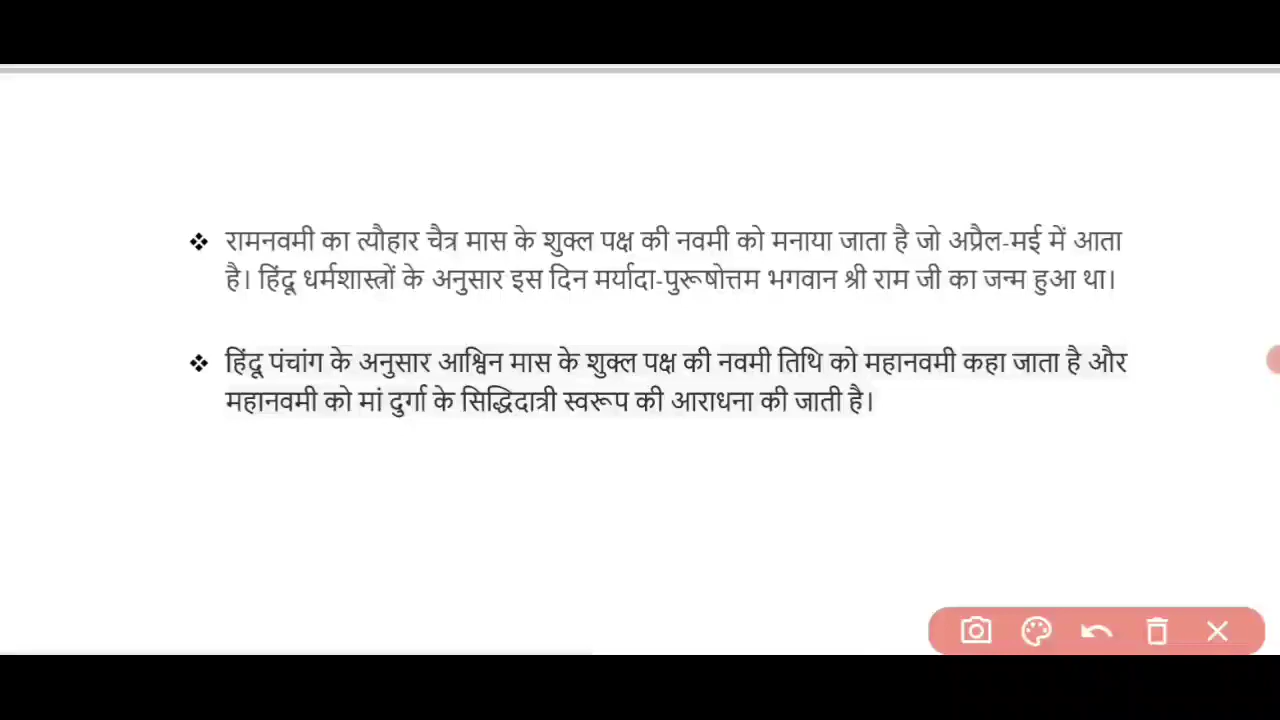 ❖ रामनवमी का त्यौहार चैत्र मास के शुक्ल पक्ष की नवमी को मनाया जाता है जो अप्रैल-मई में आता
है। हिंदू धर्मशास्त्रों के अनुसार इस दिन मर्यादा-पुरूषोत्तम भगवान श्री राम जी का जन्म हुआ था।
❖ हिंदू पंचांग के अनुसार आश्विन मास के शुक्ल पक्ष की नवमी तिथि को महानवमी कहा जाता है और
महानवमी को मां दुर्गा के सिद्धिदात्री स्वरूप की आराधना की जाती है।